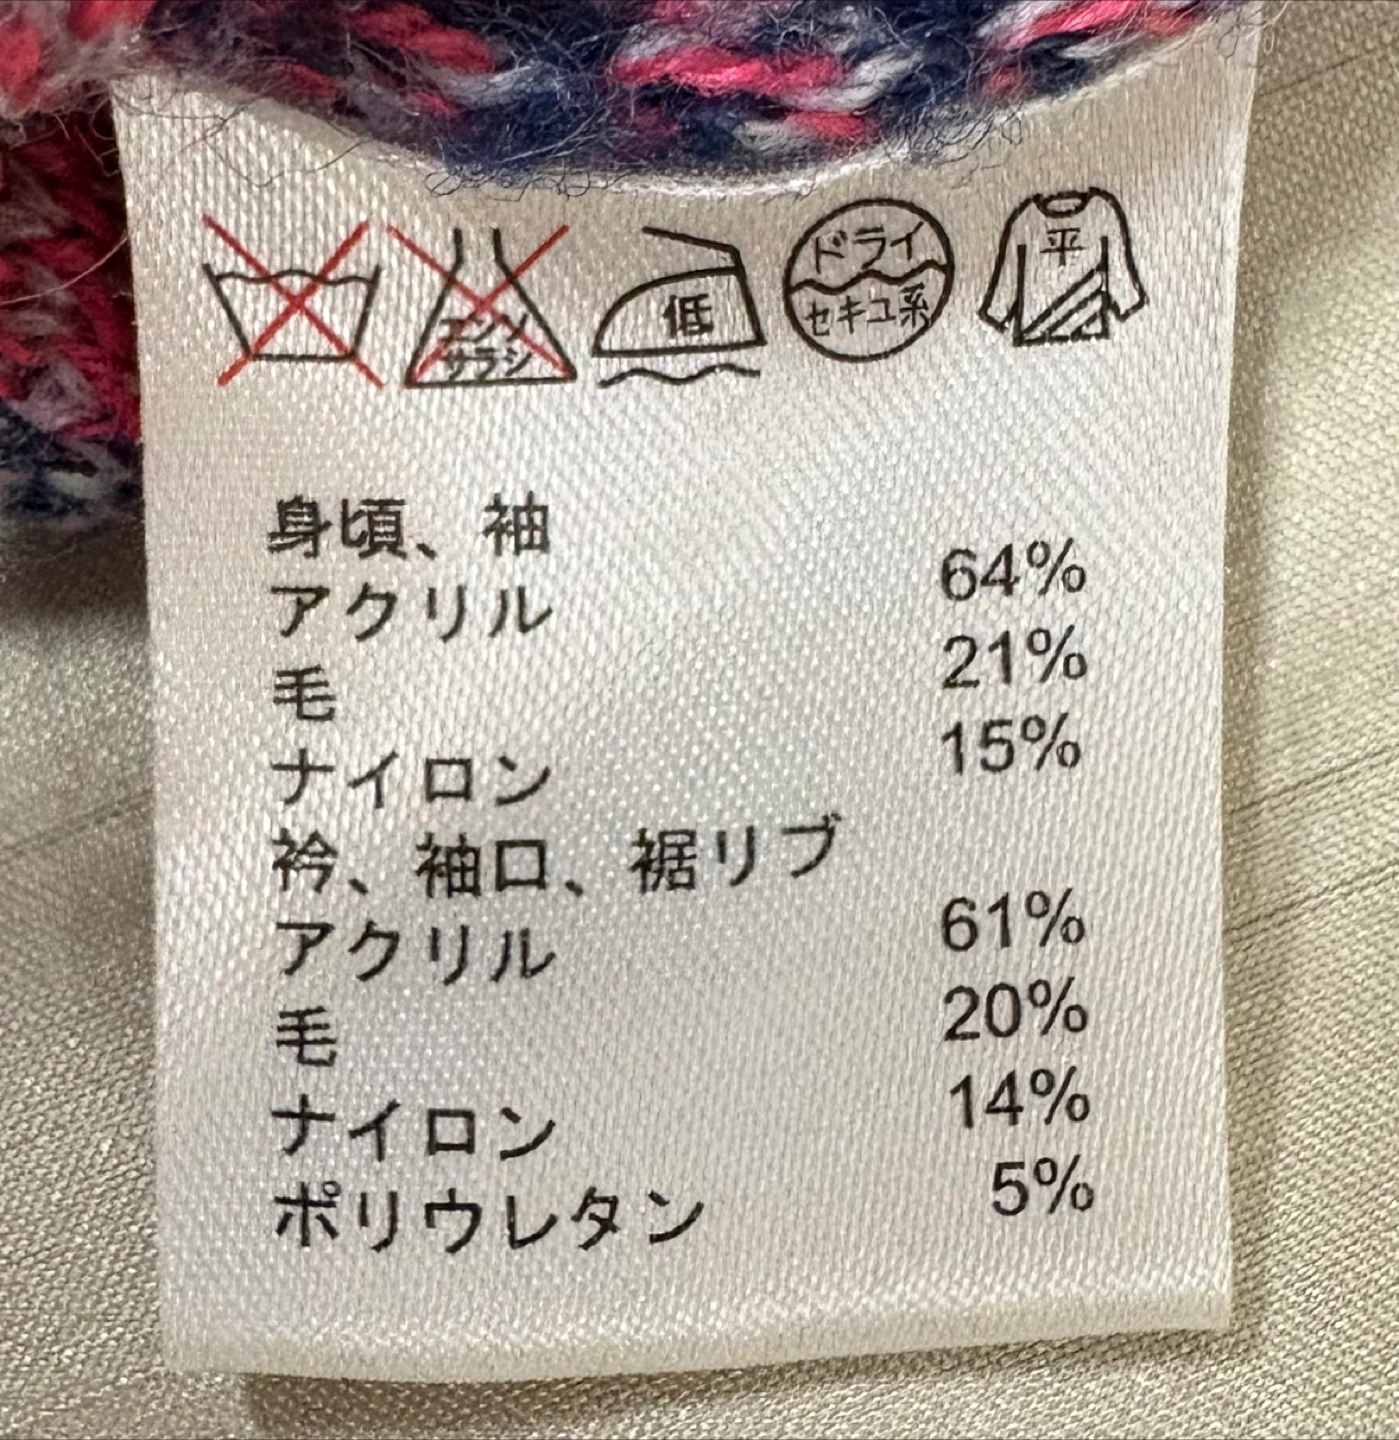 エンソ
サラシ
低
ドライ
セキユ系
平
身頃、袖
アクリル 64%
毛 21%
ナイロン 15%
衿、袖口、裾リブ
アクリル 61%
毛 20%
ナイロン 14%
ポリウレタン 5%